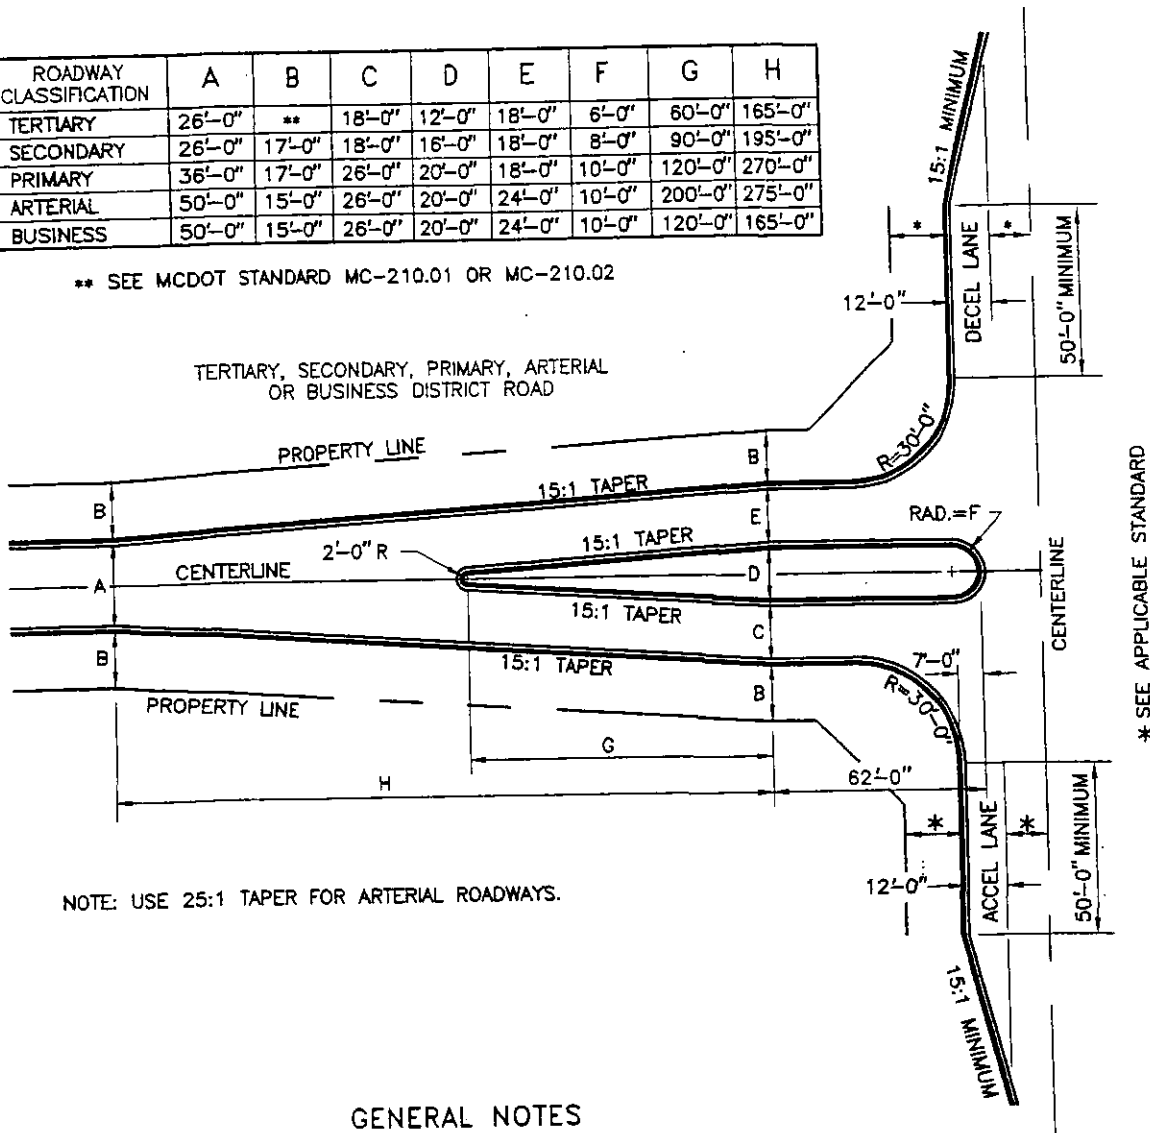 ROADWAY CLASSIFICATION A B C D E F G H
TERTIARY 26'-0" ** 18'-0" 12'-0" 18'-0" 6'-0" 60'-0" 165'-0"
SECONDARY 26'-0" 17'-0" 18'-0" 16'-0" 18'-0" 8'-0" 90'-0" 195'-0"
PRIMARY 36'-0" 17'-0" 26'-0" 20'-0" 18'-0" 10'-0" 120'-0" 270'-0"
ARTERIAL 50'-0" 15'-0" 26'-0" 20'-0" 24'-0" 10'-0" 200'-0" 275'-0"
BUSINESS 50'-0" 15'-0" 26'-0" 20'-0" 24'-0" 10'-0" 120'-0" 165'-0"
** SEE MCDOT STANDARD MC-210.01 OR MC-210.02
15:1 MINIMUM
*
*
DECEL LANE
12'-0"
50'-0" MINIMUM
TERTIARY, SECONDARY, PRIMARY, ARTERIAL
OR BUSINESS DISTRICT ROAD
PROPERTY LINE
B
R=30'-0"
B
15:1 TAPER
E
RAD.=F
2'-0" R
15:1 TAPER
A
CENTERLINE
D
CENTERLINE
* SEE APPLICABLE STANDARD
15:1 TAPER
C
B
15:1 TAPER
7'-0"
R=30'-0"
B
PROPERTY LINE
G
H
62'-0"
*
*
ACCEL LANE
12'-0"
50'-0" MINIMUM
NOTE: USE 25:1 TAPER FOR ARTERIAL ROADWAYS.
15:1 MINIMUM
GENERAL NOTES